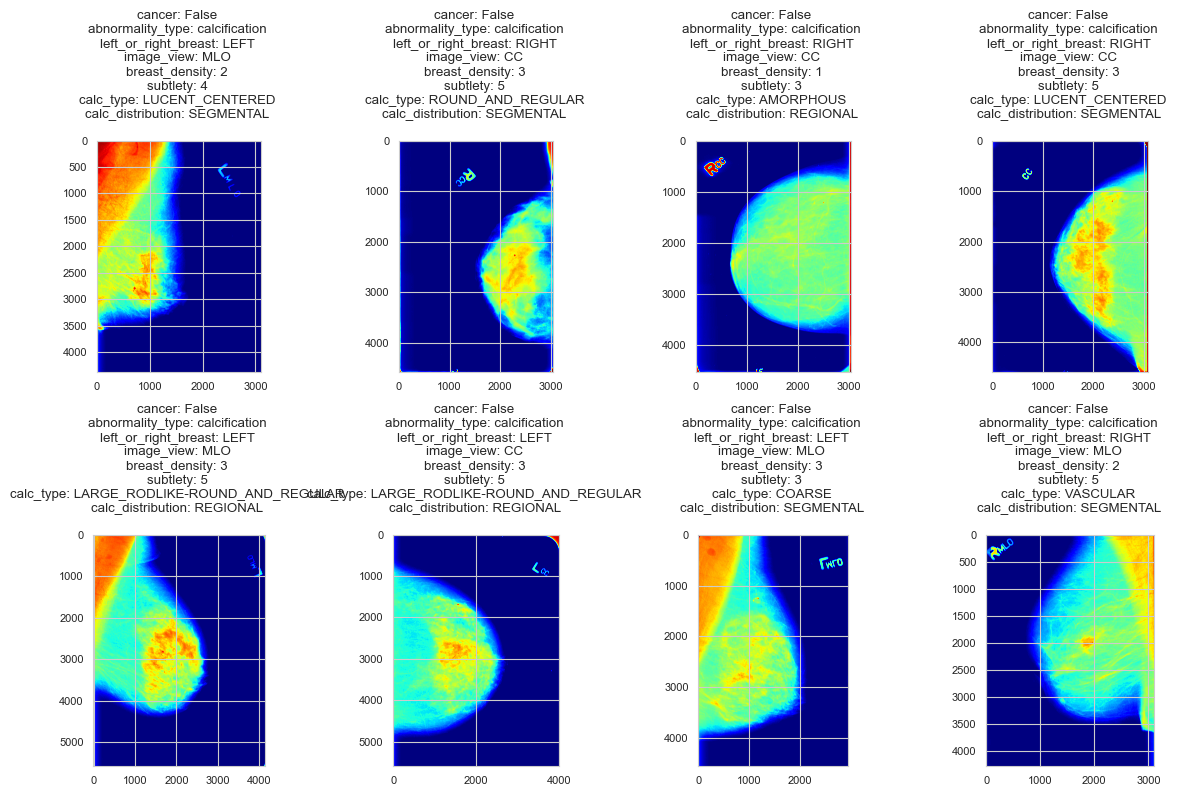 cancer: False
abnormality_type: calcification
left_or_right_breast: LEFT
image_view: MLO
breast_density: 2
subtlety: 4
calc_type: LUCENT_CENTERED
calc_distribution: SEGMENTAL
0
500
1000
1500
2000
2500
3000
3500
4000
0 1000 2000 3000
L
cancer: False
abnormality_type: calcification
left_or_right_breast: RIGHT
image_view: CC
breast_density: 3
subtlety: 5
calc_type: ROUND_AND_REGULAR
calc_distribution: SEGMENTAL
0
1000
2000
3000
4000
0 1000 2000 3000
R CC
cancer: False
abnormality_type: calcification
left_or_right_breast: RIGHT
image_view: CC
breast_density: 1
subtlety: 3
calc_type: AMORPHOUS
calc_distribution: REGIONAL
0
1000
2000
3000
4000
0 1000 2000 3000
R CC
cancer: False
abnormality_type: calcification
left_or_right_breast: RIGHT
image_view: CC
breast_density: 3
subtlety: 5
calc_type: LUCENT_CENTERED
calc_distribution: SEGMENTAL
0
1000
2000
3000
4000
0 1000 2000 3000
CC
cancer: False
abnormality_type: calcification
left_or_right_breast: LEFT
image_view: MLO
breast_density: 3
subtlety: 5
calc_type: LARGE_RODLIKE-ROUND_AND_REGULAR
calc_distribution: REGIONAL
0
1000
2000
3000
4000
5000
0 1000 2000 3000 4000
L
cancer: False
abnormality_type: calcification
left_or_right_breast: LEFT
image_view: CC
breast_density: 3
subtlety: 5
calc_type: LARGE_RODLIKE-ROUND_AND_REGULAR
calc_distribution: REGIONAL
0
1000
2000
3000
4000
5000
0 2000 4000
L CC
cancer: False
abnormality_type: calcification
left_or_right_breast: LEFT
image_view: MLO
breast_density: 3
subtlety: 3
calc_type: COARSE
calc_distribution: SEGMENTAL
0
1000
2000
3000
4000
0 1000 2000
L MLO
cancer: False
abnormality_type: calcification
left_or_right_breast: RIGHT
image_view: MLO
breast_density: 2
subtlety: 5
calc_type: VASCULAR
calc_distribution: SEGMENTAL
0
500
1000
1500
2000
2500
3000
3500
4000
0 1000 2000 3000
R MLO